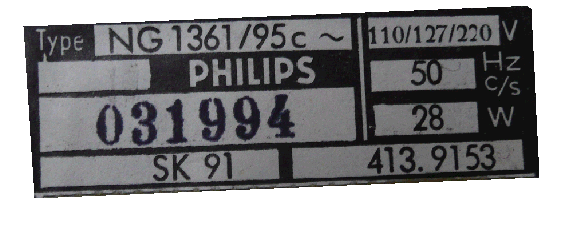 Type NG 1361/95c ~ 110/127/220 V
PHILIPS 50 Hz c/s
031994 28 W
SK 91 413.9153